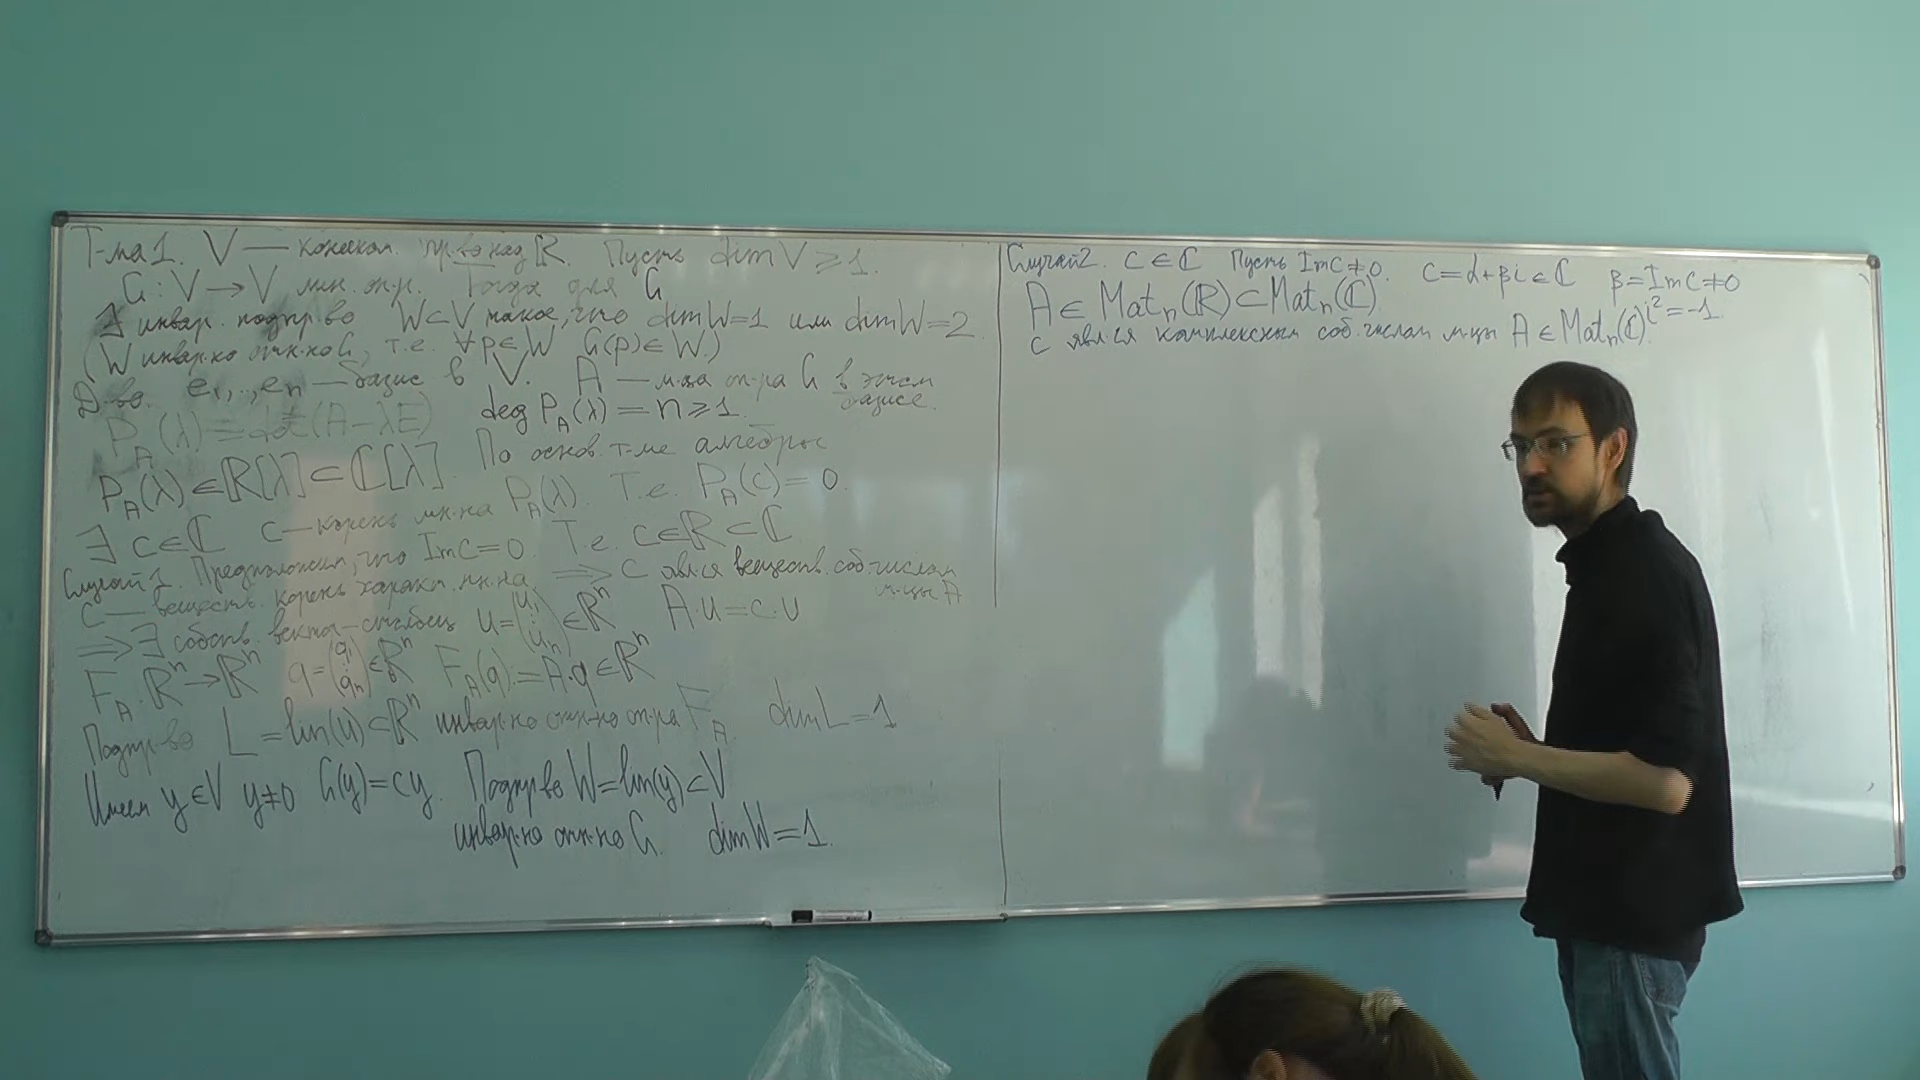 Т-ма 1. V — конечном. пр-во над ℝ. Пусть dim V ⩾ 1.
G : V → V лин. оп-р. Тогда для G
∃ инвар. подпр-во W ⊂ V такое, что dim W = 1 или dim W = 2
(W инвар-но отн-но G, т.е. ∀ p ∈ W G(p) ∈ W.)
Д-во. e₁,..,eₙ — базис в V. A — м-ца оп-ра G в этом базисе.
P_A(λ) = det(A − λE) deg P_A(λ) = n ⩾ 1.
P_A(λ) ∈ ℝ[λ] ⊂ ℂ[λ]. По основ. т-ме алгебры
∃ c ∈ ℂ c — корень мн-на P_A(λ). Т.е. P_A(c) = 0.
Случай 1. Предположим, что Im c = 0. Т.е. c ∈ ℝ ⊂ ℂ
c — веществ. корень характ. мн-на ⟹ c явл-ся веществ. соб. числом м-цы A
⟹ ∃ собств. вектор-столбец u = (u₁ ⋮ uₙ) ∈ ℝⁿ A·u = c·u
F_A : ℝⁿ → ℝⁿ q = (q₁ ⋮ qₙ) ∈ ℝⁿ F_A(q) := A·q ∈ ℝⁿ
Подпр-во L = lin(u) ⊂ ℝⁿ инвар-но отн-но оп-ра F_A. dim L = 1
Имеем y ∈ V y ≠ 0 G(y) = cy. Подпр-во W = lin(y) ⊂ V
инвар-но отн-но G. dim W = 1.
Случай 2. c ∈ ℂ Пусть Im c ≠ 0. c = α + βi ∈ ℂ β = Im c ≠ 0
A ∈ Matₙ(ℝ) ⊂ Matₙ(ℂ). i² = −1.
c явл-ся комплексным соб. числом м-цы A ∈ Matₙ(ℂ).